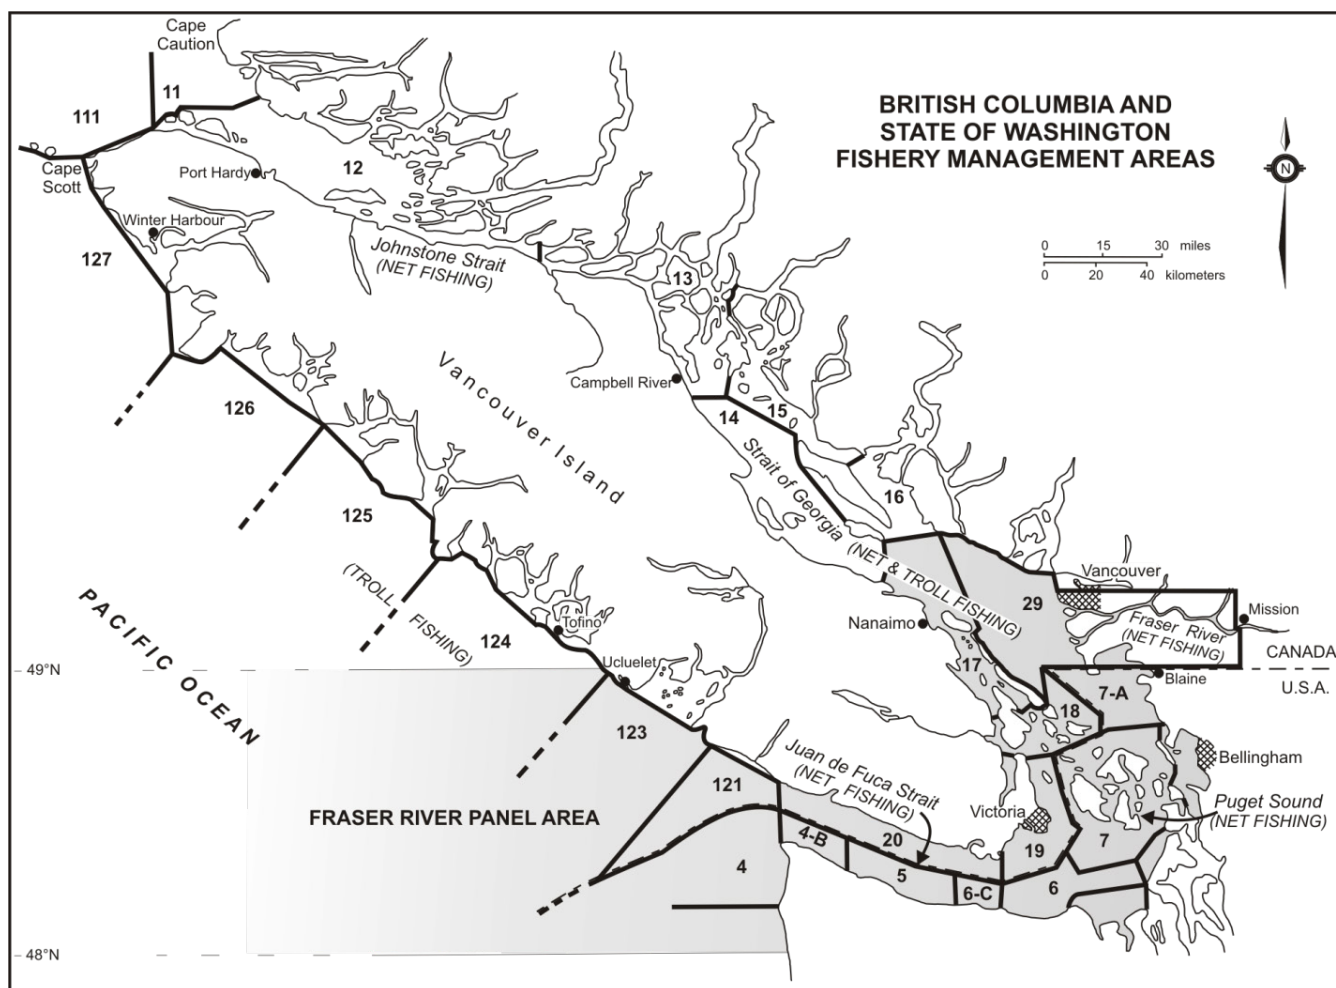 Cape
Caution
11
111
BRITISH COLUMBIA AND
STATE OF WASHINGTON
FISHERY MANAGEMENT AREAS
N
Cape
Scott
Port Hardy
12
Winter Harbour
127
Johnstone Strait
(NET FISHING)
13
0 15 30 miles
0 20 40 kilometers
Vancouver Island
Campbell River
126
14
15
Strait of Georgia (NET & TROLL FISHING)
16
125
(TROLL FISHING)
124
Tofino
Ucluelet
PACIFIC OCEAN
Nanaimo
29
Vancouver
Mission
Fraser River
(NET FISHING)
CANADA
49°N
U.S.A.
Blaine
17
18
7-A
123
Bellingham
121
Juan de Fuca Strait
(NET FISHING)
Puget Sound
(NET FISHING)
FRASER RIVER PANEL AREA
Victoria
4-B
20
19
7
4
5
6-C
6
48°N